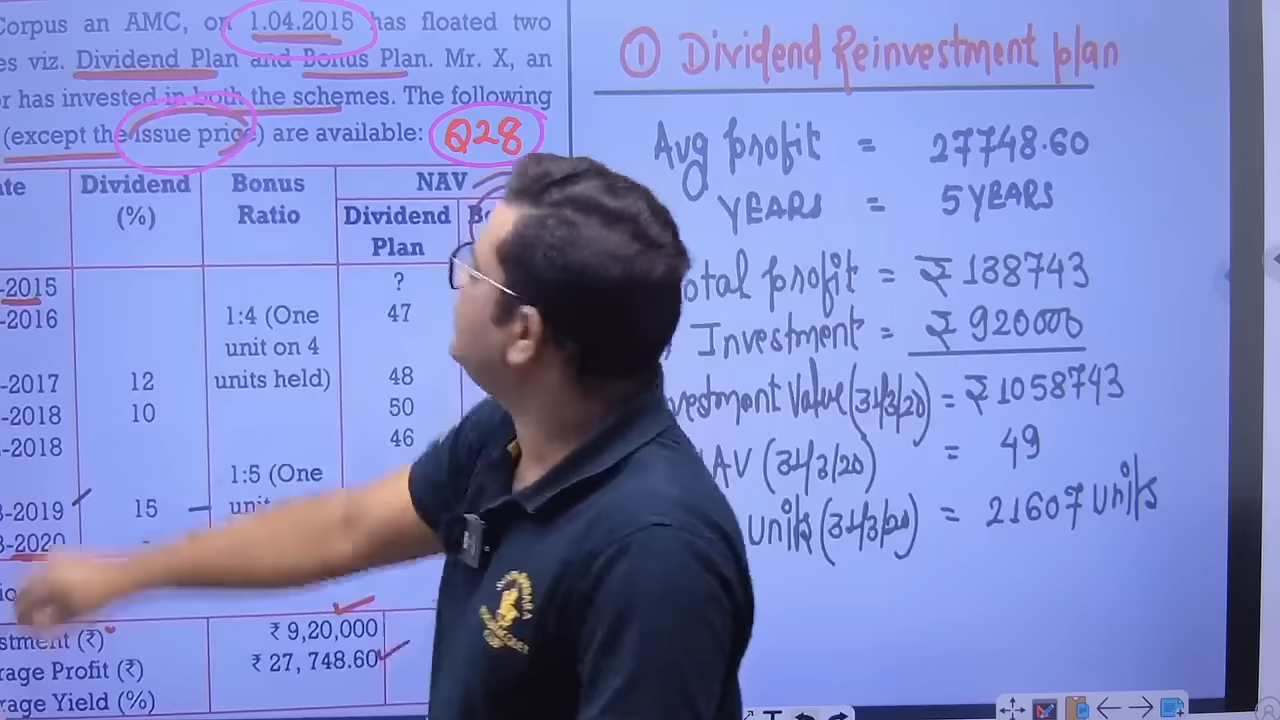 Corpus an AMC, on 1.04.2015 has floated two
es viz. Dividend Plan and Bonus Plan. Mr. X, an
r has invested in both the schemes. The following
(except the issue price) are available: Q28
Dividend (%)
Bonus Ratio
NAV
Dividend Plan
-2015 ?
-2016 1:4 (One unit on 4 units held) 47
-2017 12 48
-2018 10 50
-2018 46
-2019 15 1:5 (One
-2020
stment (₹) ₹ 9,20,000
rage Profit (₹) ₹ 27, 748.60
rage Yield (%)
① Dividend Reinvestment plan
Avg profit = 27748.60
YEARS = 5 YEARS
otal profit = ₹ 138743
Investment = ₹ 920000
vestment Value (31/3/20) = ₹ 1058743
AV (31/3/20) = 49
units (31/3/20) = 21607 units